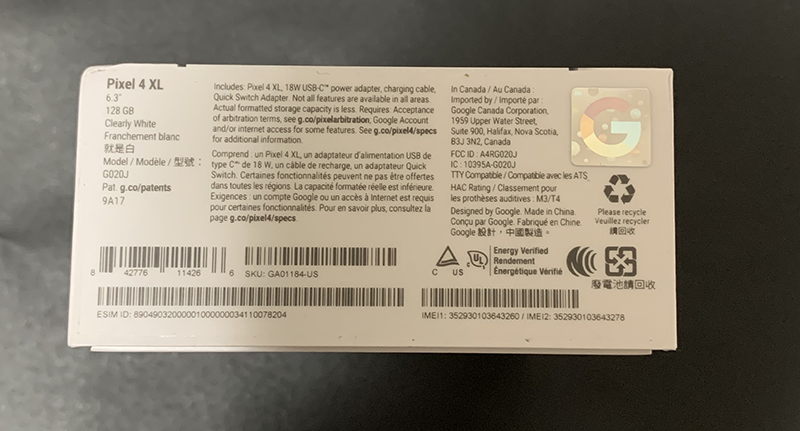 Pixel 4 XL
6.3"
128 GB
Clearly White
Franchement blanc
就是白
Model / Modèle / 型號 :
G020J
Pat. g.co/patents
9A17
Includes: Pixel 4 XL, 18W USB-C™ power adapter, charging cable,
Quick Switch Adapter. Not all features are available in all areas.
Actual formatted storage capacity is less. Requires: Acceptance
of arbitration terms, see g.co/pixelarbitration; Google Account
and/or internet access for some features. See g.co/pixel4/specs
for additional information.
Comprend : un Pixel 4 XL, un adaptateur d'alimentation USB de
type C™ de 18 W, un câble de recharge, un adaptateur Quick
Switch. Certaines fonctionnalités peuvent ne pas être offertes
dans toutes les régions. La capacité formatée réelle est inférieure.
Exigences : un compte Google ou un accès à Internet est requis
pour certaines fonctionnalités. Pour en savoir plus, consultez la
page g.co/pixel4/specs.
In Canada / Au Canada :
Imported by / Importé par :
Google Canada Corporation,
1959 Upper Water Street,
Suite 900, Halifax, Nova Scotia,
B3J 3N2, Canada
FCC ID : A4RG020J
IC : 10395A-G020J
TTY Compatible / Compatible avec les ATS
HAC Rating / Classement pour
les prothèses auditives : M3/T4
Designed by Google. Made in China.
Conçu par Google. Fabriqué en Chine.
Google 設計，中國製造。
G
Please recycle
Veuillez recycler
請回收
8 42776 11426 6
SKU: GA01184-US
C UL US
Energy Verified
Rendement
Énergétique Vérifié
廢電池請回收
ESIM ID: 89049032000001000000034110078204
IMEI1: 352930103643260 / IMEI2: 352930103643278